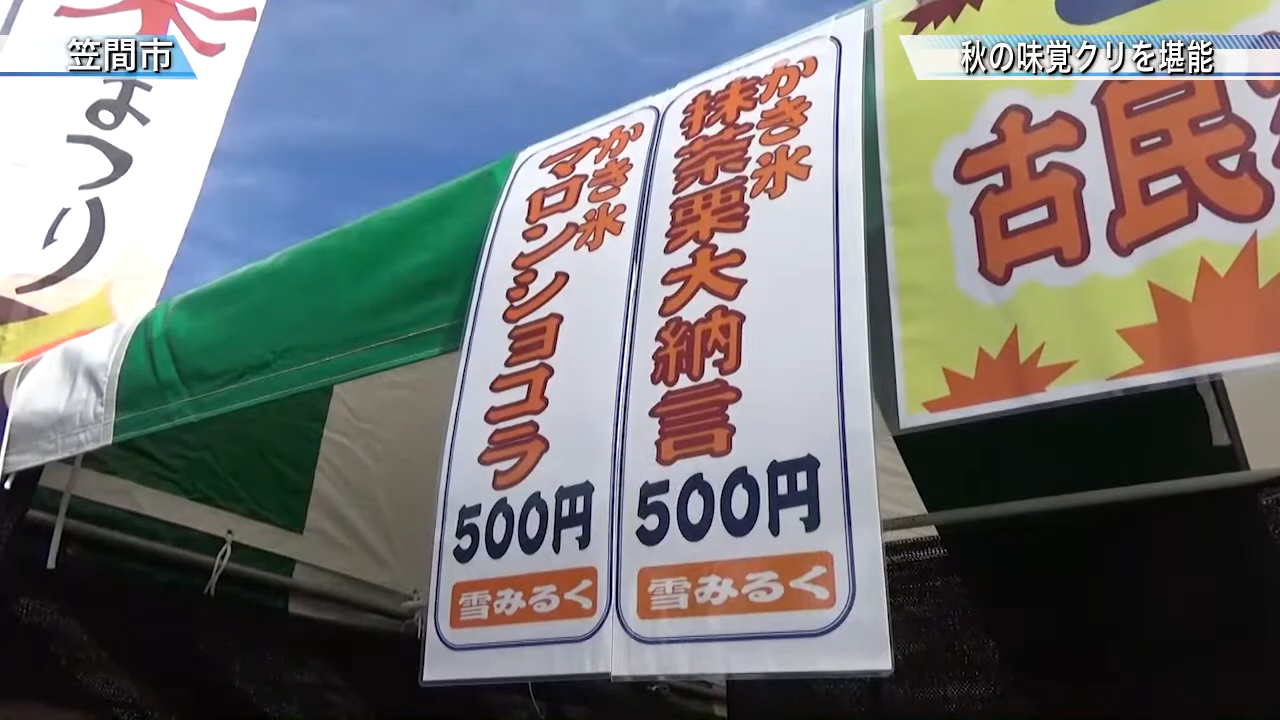 笠間市
秋の味覚クリを堪能
ょつり
かき氷
抹茶栗大納言
500円
雪みるく
かき氷
マロンショコラ
500円
雪みるく
古民